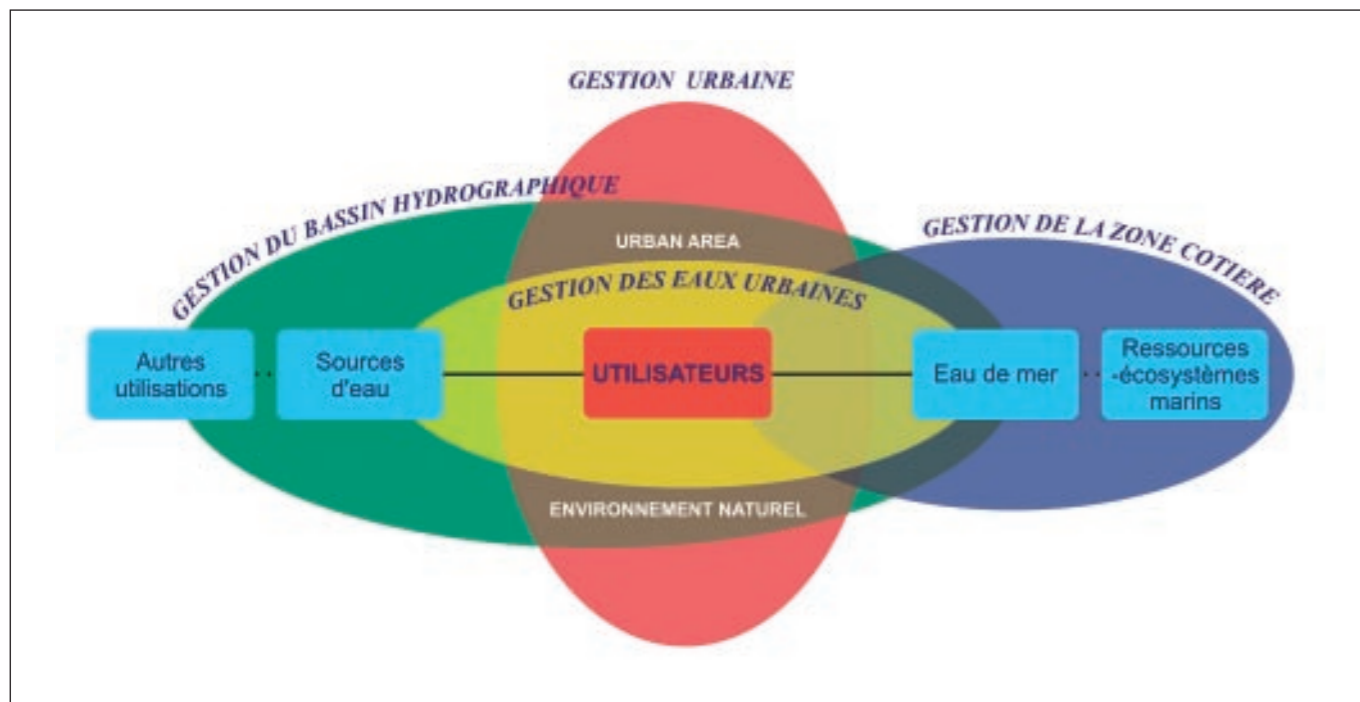 GESTION URBAINE
GESTION DU BASSIN HYDROGRAPHIQUE
GESTION DE LA ZONE COTIERE
URBAN AREA
GESTION DES EAUX URBAINES
Autres
utilisations
Sources
d'eau
UTILISATEURS
Eau de mer
Ressources
-écosystèmes
marins
ENVIRONNEMENT NATUREL